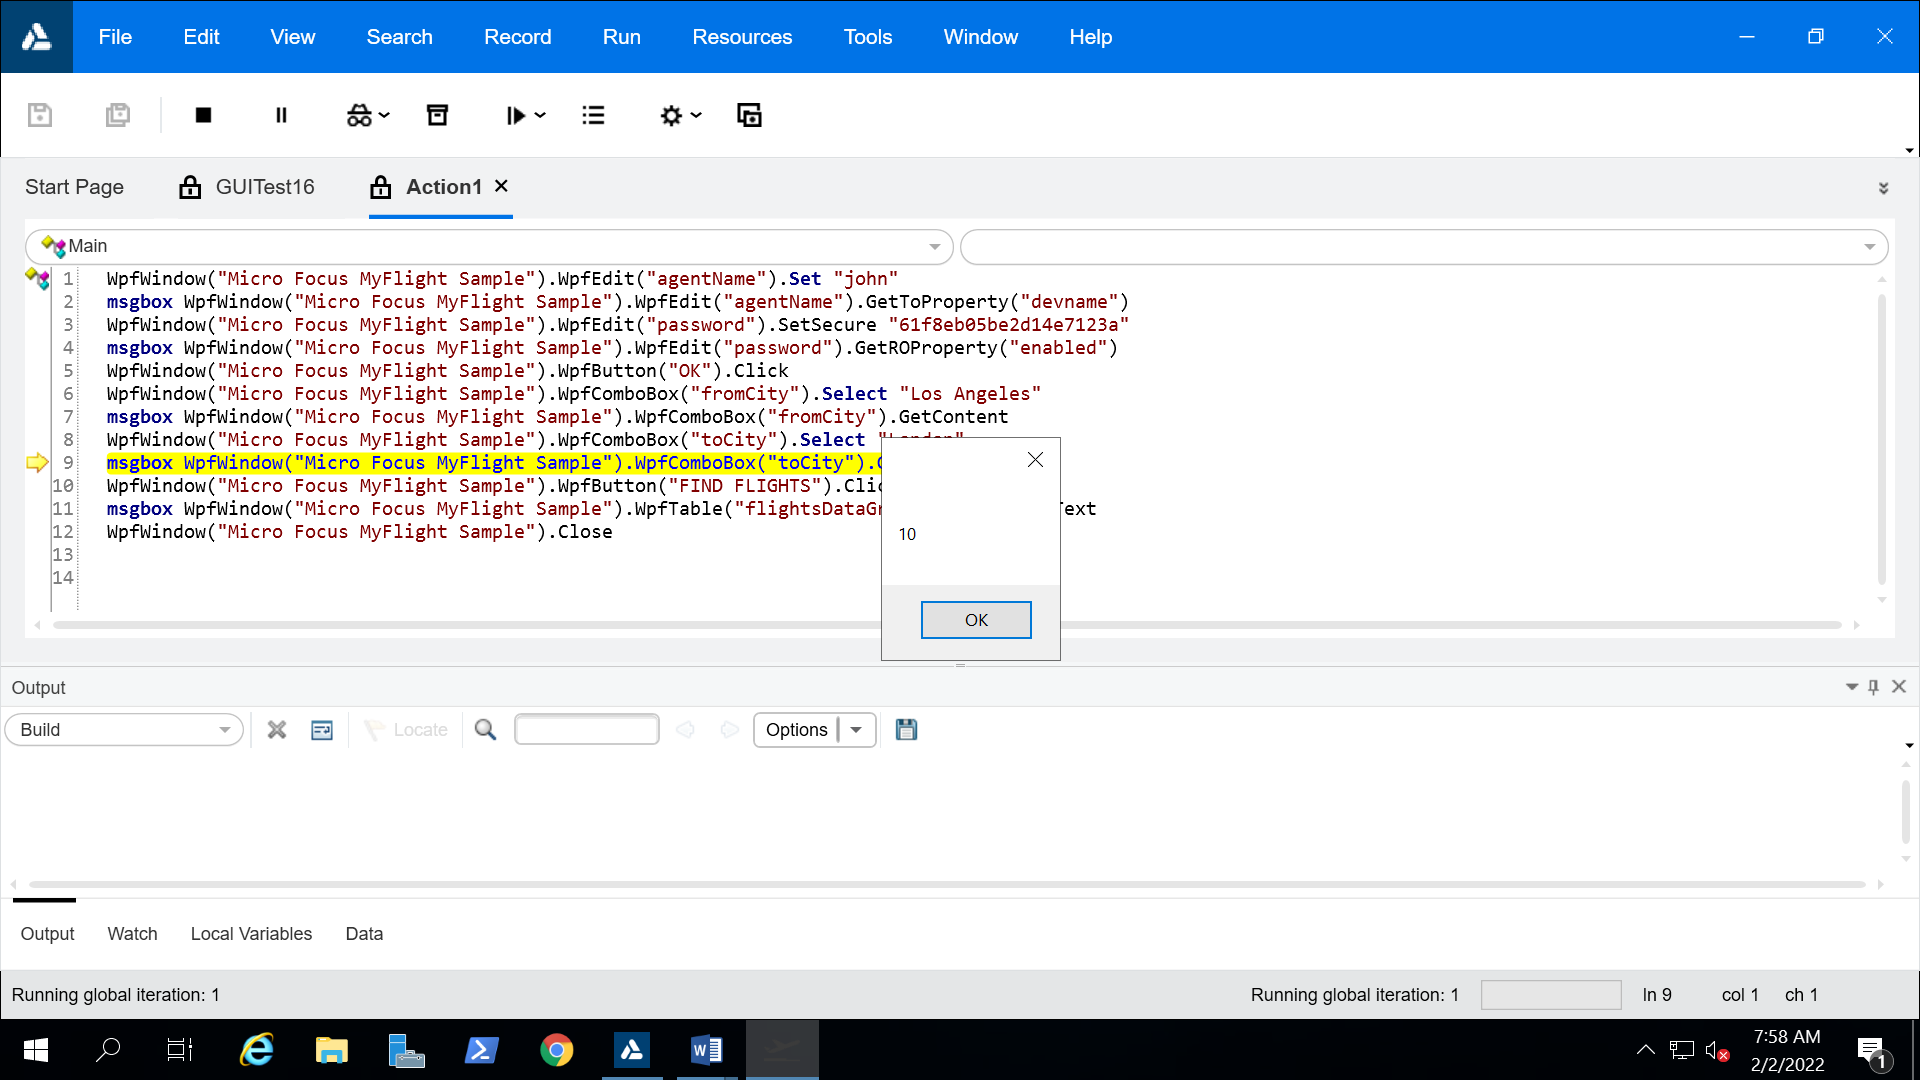 File Edit View Search Record Run Resources Tools Window Help
Start Page GUITest16 Action1
Main
1 WpfWindow("Micro Focus MyFlight Sample").WpfEdit("agentName").Set "john"
2 msgbox WpfWindow("Micro Focus MyFlight Sample").WpfEdit("agentName").GetToProperty("devname")
3 WpfWindow("Micro Focus MyFlight Sample").WpfEdit("password").SetSecure "61f8eb05be2d14e7123a"
4 msgbox WpfWindow("Micro Focus MyFlight Sample").WpfEdit("password").GetROProperty("enabled")
5 WpfWindow("Micro Focus MyFlight Sample").WpfButton("OK").Click
6 WpfWindow("Micro Focus MyFlight Sample").WpfComboBox("fromCity").Select "Los Angeles"
7 msgbox WpfWindow("Micro Focus MyFlight Sample").WpfComboBox("fromCity").GetContent
8 WpfWindow("Micro Focus MyFlight Sample").WpfComboBox("toCity").Select "London"
9 msgbox WpfWindow("Micro Focus MyFlight Sample").WpfComboBox("toCity").
10 WpfWindow("Micro Focus MyFlight Sample").WpfButton("FIND FLIGHTS").Clic
11 msgbox WpfWindow("Micro Focus MyFlight Sample").WpfTable("flightsDataGr ext
12 WpfWindow("Micro Focus MyFlight Sample").Close
13
14
10
OK
Output
Build Locate Options
Output Watch Local Variables Data
Running global iteration: 1 Running global iteration: 1 ln 9 col 1 ch 1
7:58 AM
2/2/2022
1